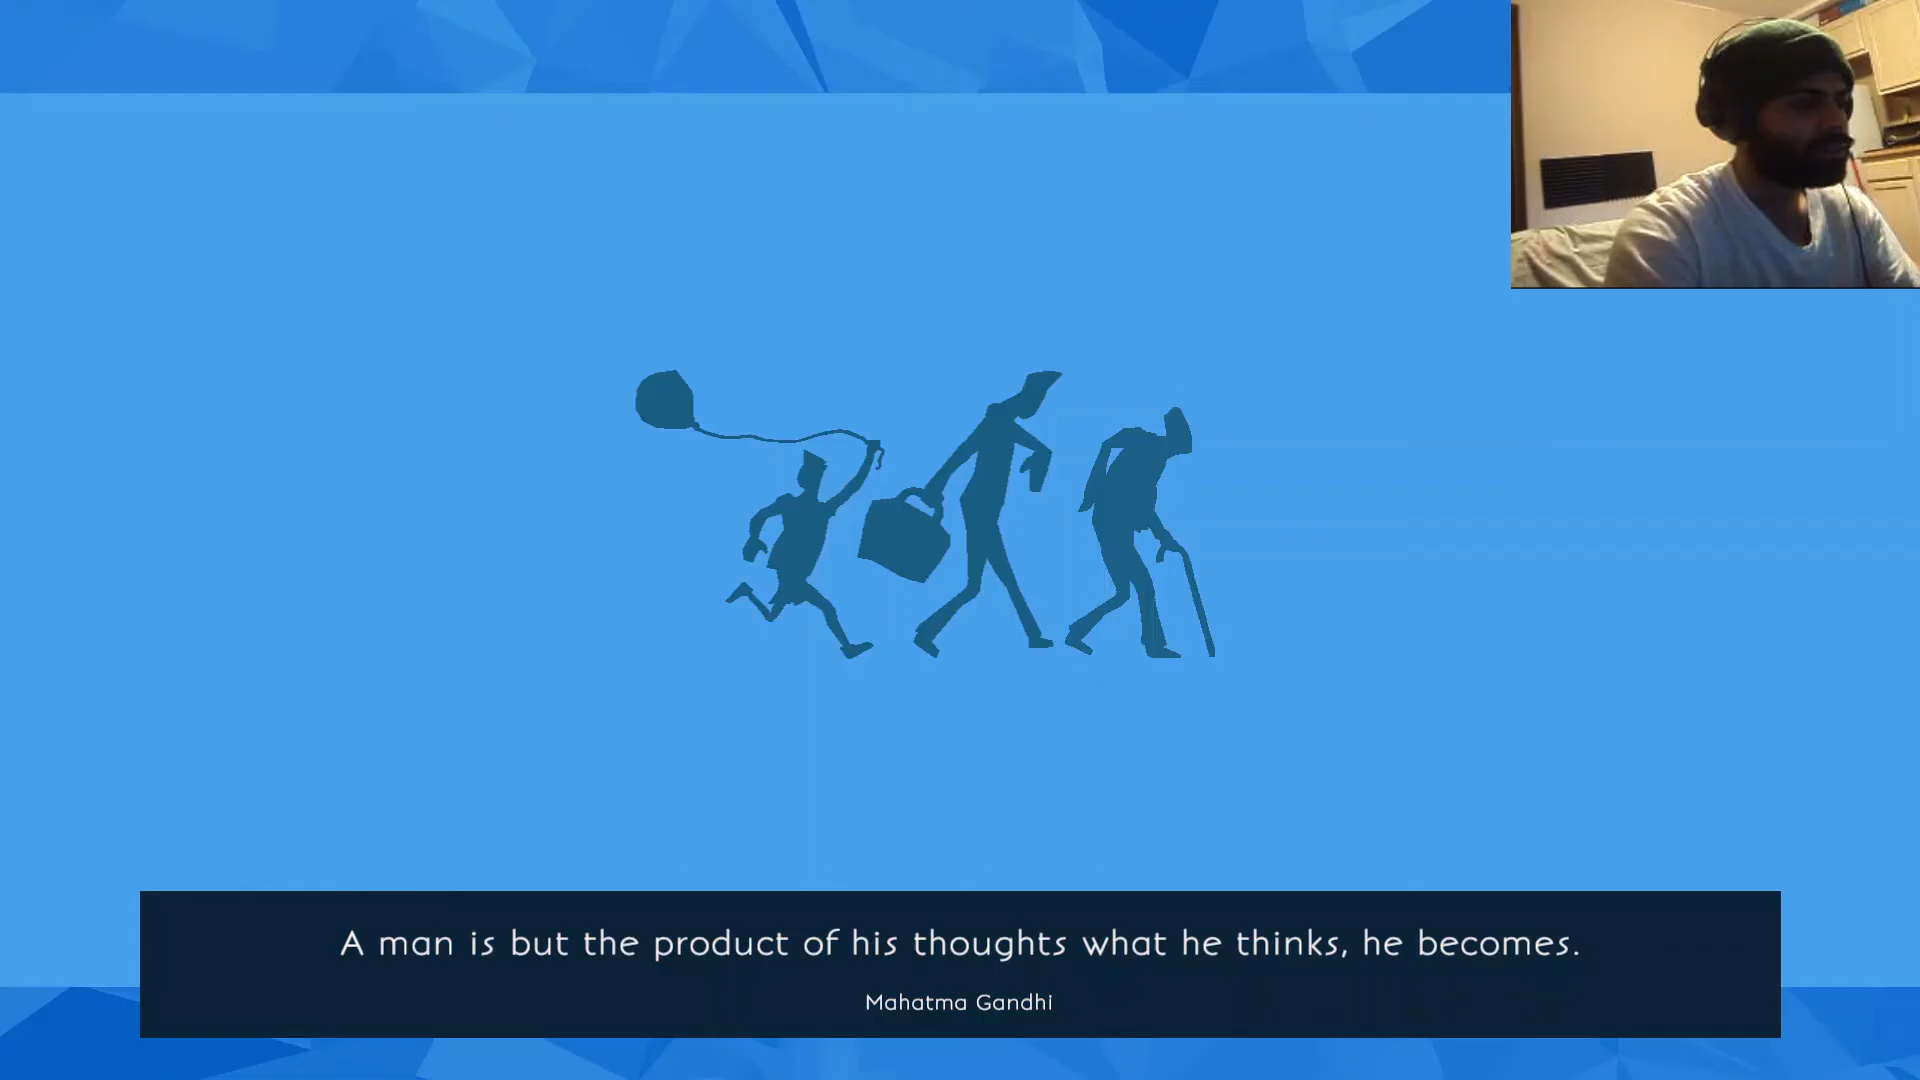 A man is but the product of his thoughts what he thinks, he becomes.
Mahatma Gandhi